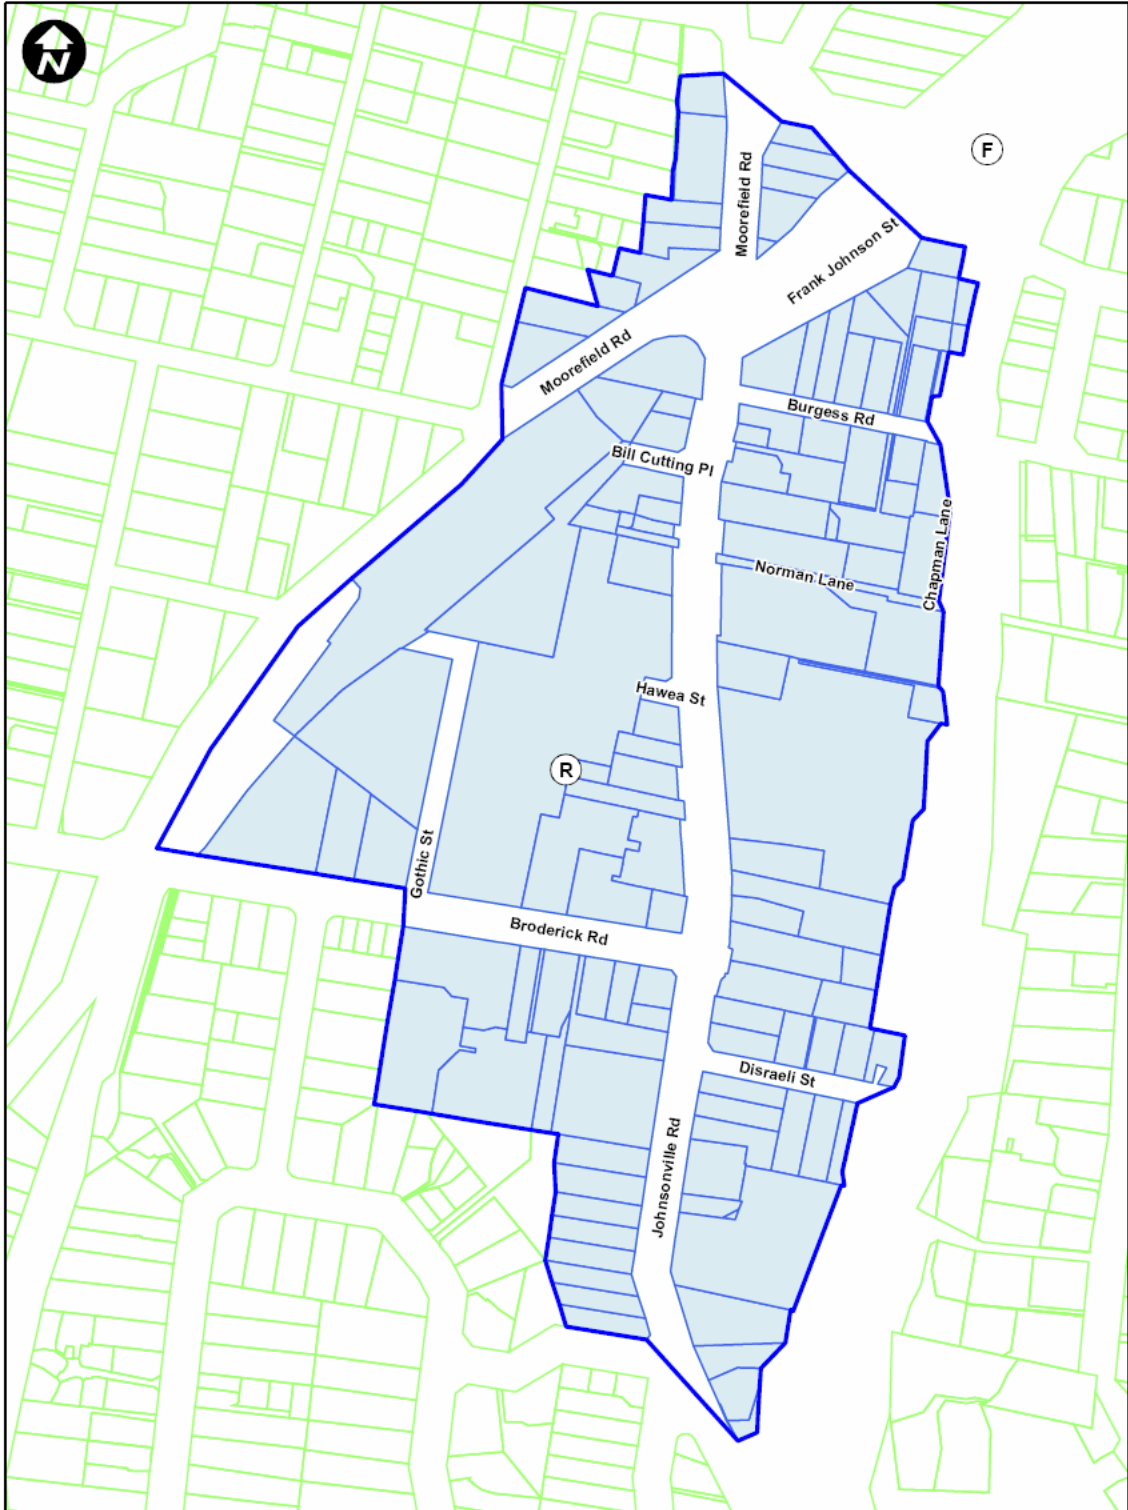 N
F
Moorefield Rd
Frank Johnson St
Moorefield Rd
Burgess Rd
Bill Cutting Pl
Chapman Lane
Norman Lane
Hawea St
R
Gothic St
Broderick Rd
Disraeli St
Johnsonville Rd